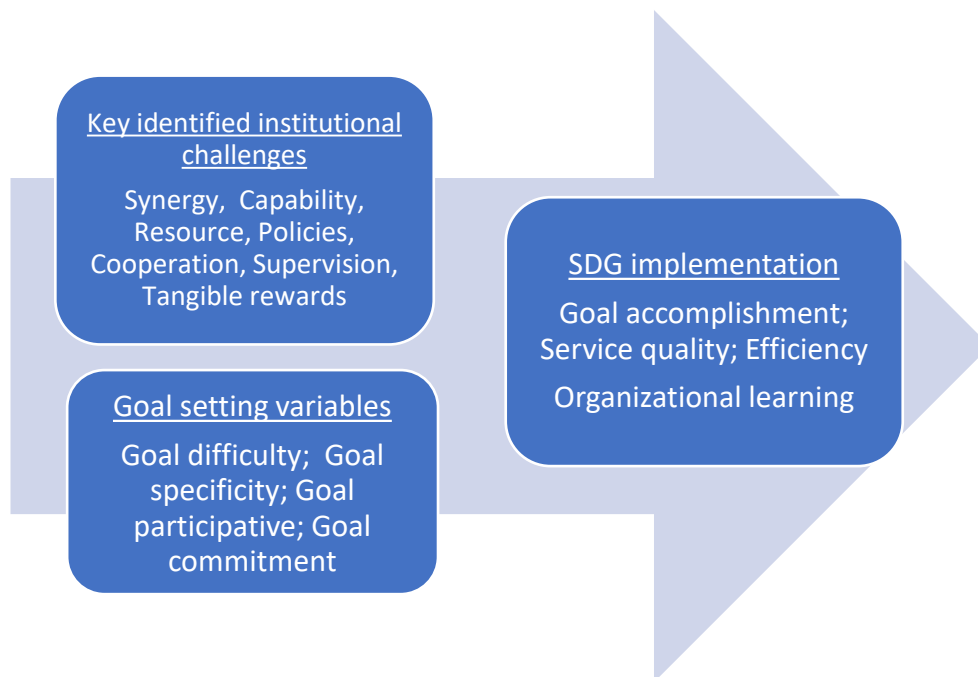 Key identified institutional
challenges
Synergy,  Capability,
Resource, Policies,
Cooperation, Supervision,
Tangible rewards
Goal setting variables
Goal difficulty;  Goal
specificity; Goal
participative; Goal
commitment
SDG implementation
Goal accomplishment;
Service quality; Efficiency
Organizational learning